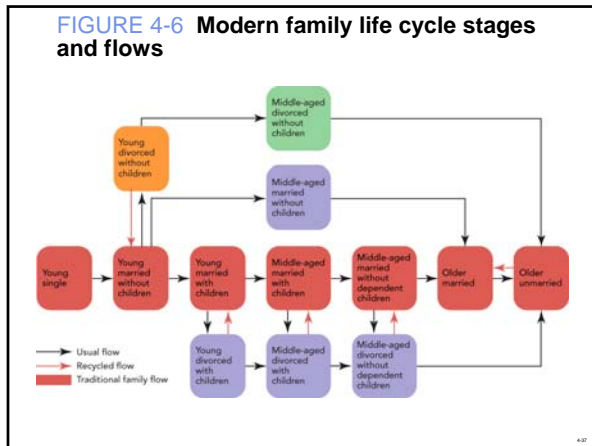 FIGURE 4-6 Modern family life cycle stages
and flows
Middle-aged
divorced
without
children
Young
divorced
without
children
Middle-aged
married
without
children
Young
single
Young
married
without
children
Young
married
with
children
Middle-aged
married
with
children
Middle-aged
married
without
dependent
children
Older
married
Older
unmarried
Young
divorced
with
children
Middle-aged
divorced
with
children
Middle-aged
divorced
without
dependent
children
Usual flow
Recycled flow
Traditional family flow
4-37